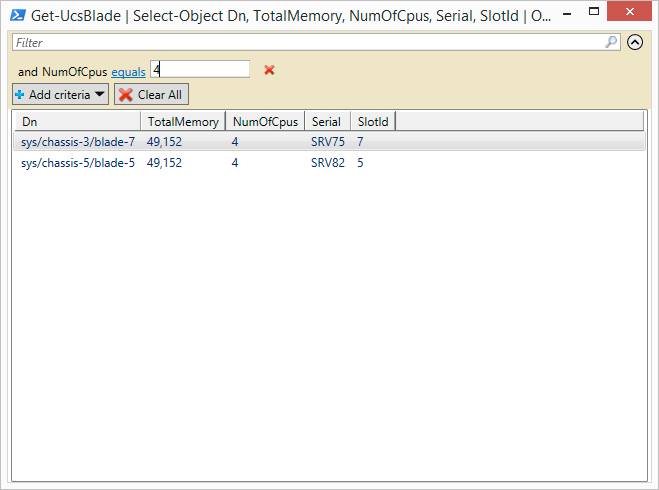 Get-UcsBlade | Select-Object Dn, TotalMemory, NumOfCpus, Serial, SlotId | O...
Filter
and NumOfCpus equals 4
Add criteria Clear All
Dn TotalMemory NumOfCpus Serial SlotId
sys/chassis-3/blade-7 49,152 4 SRV75 7
sys/chassis-5/blade-5 49,152 4 SRV82 5